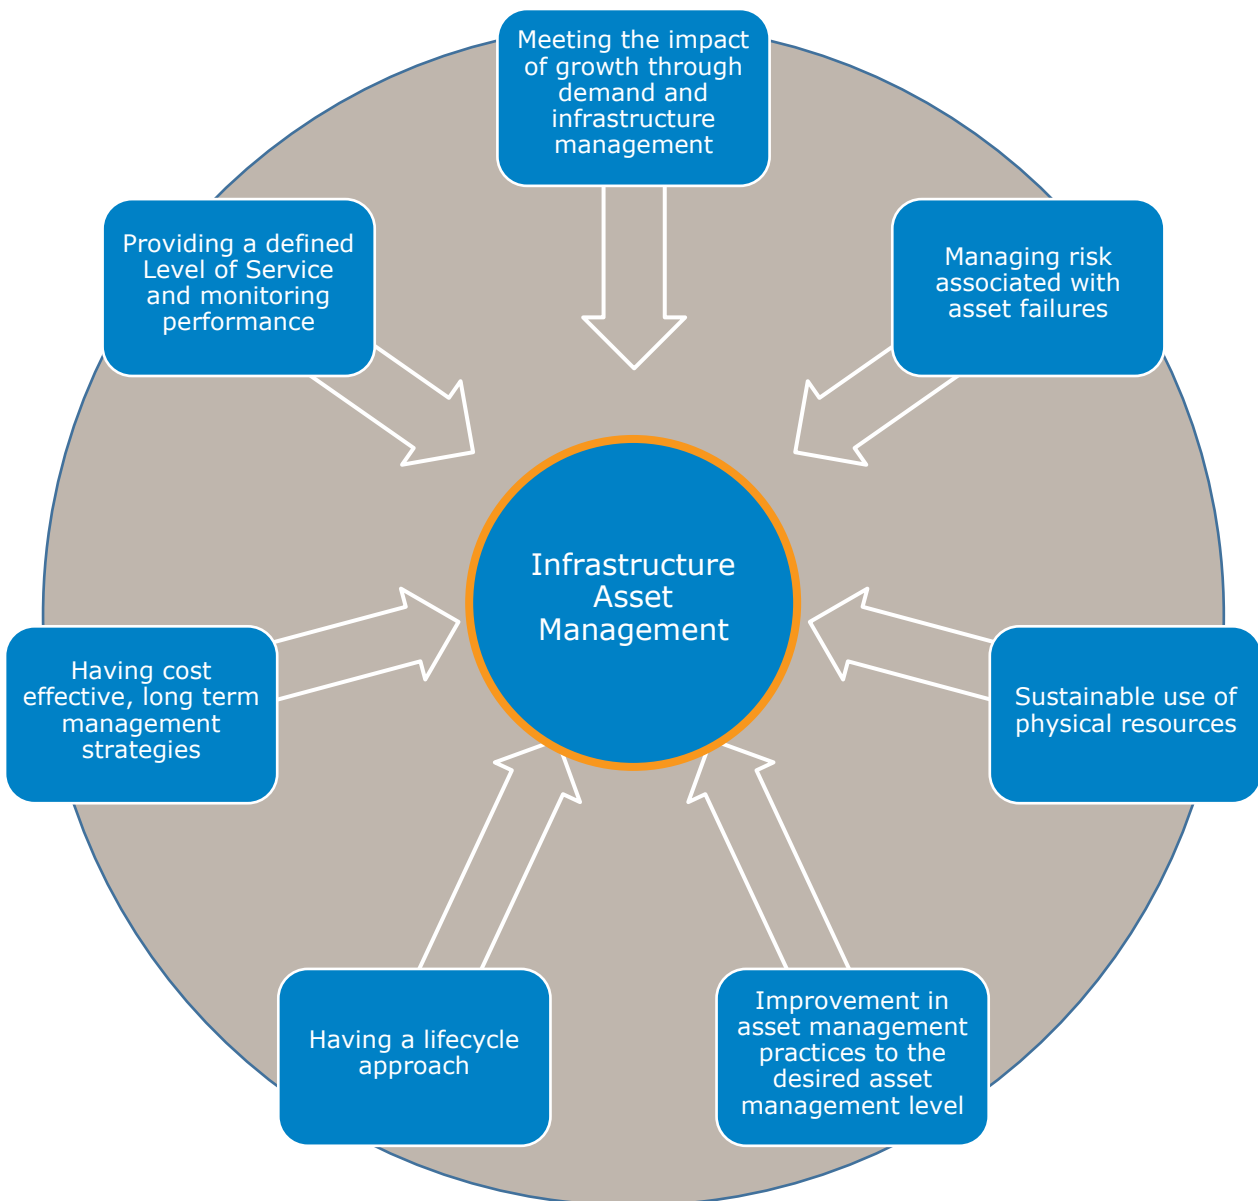 Meeting the impact
of growth through
demand and
infrastructure
management
Providing a defined
Level of Service
and monitoring
performance
Managing risk
associated with
asset failures
Infrastructure
Asset
Management
Having cost
effective, long term
management
strategies
Sustainable use of
physical resources
Having a lifecycle
approach
Improvement in
asset management
practices to the
desired asset
management level